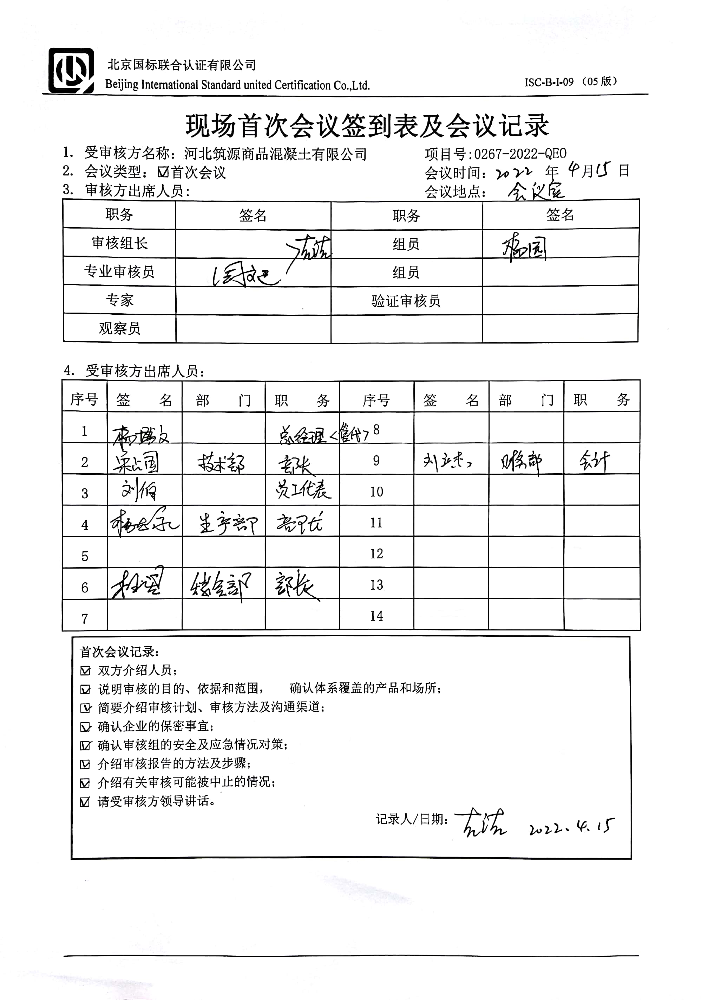 北京国标联合认证有限公司
Beijing International Standard united Certification Co.,Ltd.
ISC-B-I-09 （05 版）
现场首次会议签到表及会议记录
1. 受审核方名称：河北筑源商品混凝土有限公司 项目号:0267-2022-QEO
2. 会议类型：☑首次会议 会议时间：2022 年 4月15 日
3. 审核方出席人员： 会议地点： 会议室
职务 签名 职务 签名
审核组长 组员 杨园
专业审核员 组员
专家 验证审核员
观察员
4. 受审核方出席人员：
序号 签 名 部 门 职 务 序号 签 名 部 门 职 务
1 总经理<管代> 8
2 技术部 部长 9 财务部 会计
3 员工代表 10
4 生产部 11
5 12
6 部长 13
7 14
首次会议记录：
☑ 双方介绍人员；
☑ 说明审核的目的、依据和范围， 确认体系覆盖的产品和场所；
☑ 简要介绍审核计划、审核方法及沟通渠道；
☑ 确认企业的保密事宜；
☑ 确认审核组的安全及应急情况对策；
☑ 介绍审核报告的方法及步骤；
☑ 介绍有关审核可能被中止的情况；
☑ 请受审核方领导讲话。
记录人/日期： 2022.4.15